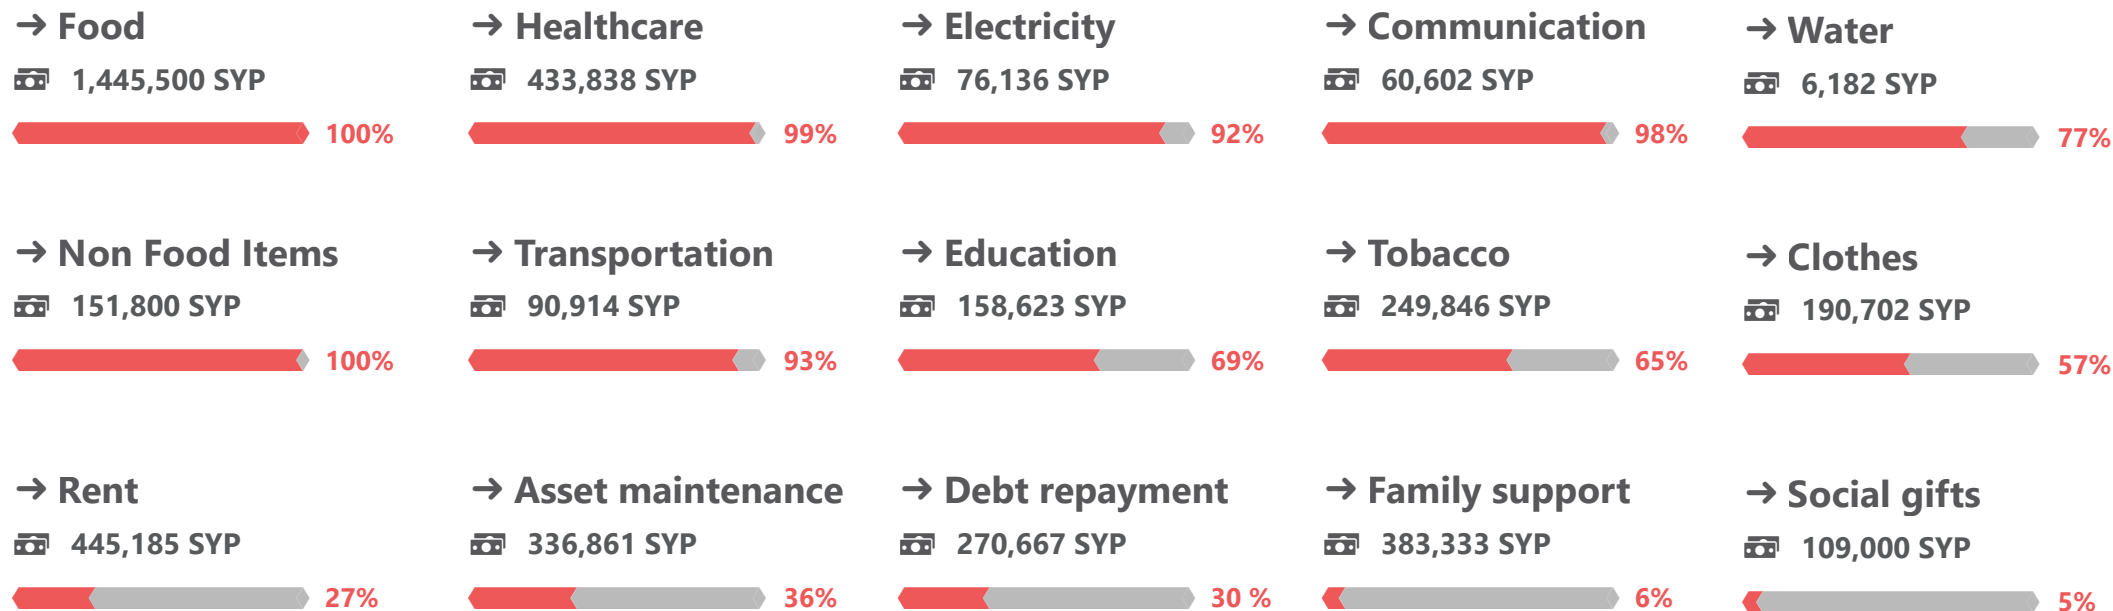 → Food
1,445,500 SYP
100%
→ Healthcare
433,838 SYP
99%
→ Electricity
76,136 SYP
92%
→ Communication
60,602 SYP
98%
→ Water
6,182 SYP
77%
→ Non Food Items
151,800 SYP
100%
→ Transportation
90,914 SYP
93%
→ Education
158,623 SYP
69%
→ Tobacco
249,846 SYP
65%
→ Clothes
190,702 SYP
57%
→ Rent
445,185 SYP
27%
→ Asset maintenance
336,861 SYP
36%
→ Debt repayment
270,667 SYP
30 %
→ Family support
383,333 SYP
6%
→ Social gifts
109,000 SYP
5%